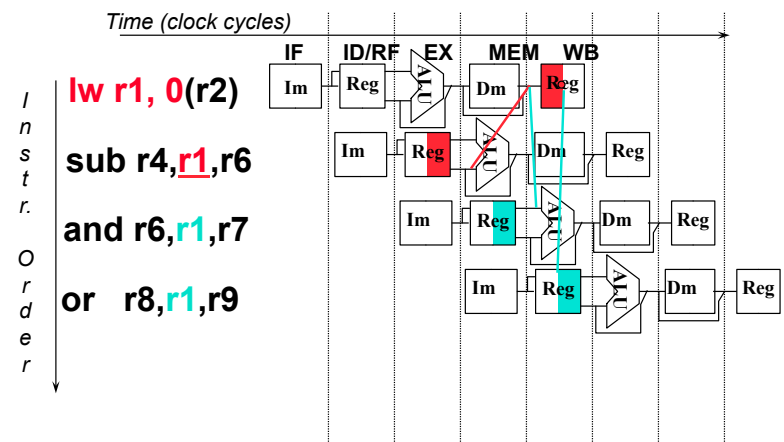 Time (clock cycles)
IF ID/RF EX MEM WB
Instr. Order
lw r1, 0(r2)
Im Reg ALU Dm Reg
sub r4,r1,r6
Im Reg ALU Dm Reg
and r6,r1,r7
Im Reg ALU Dm Reg
or r8,r1,r9
Im Reg ALU Dm Reg